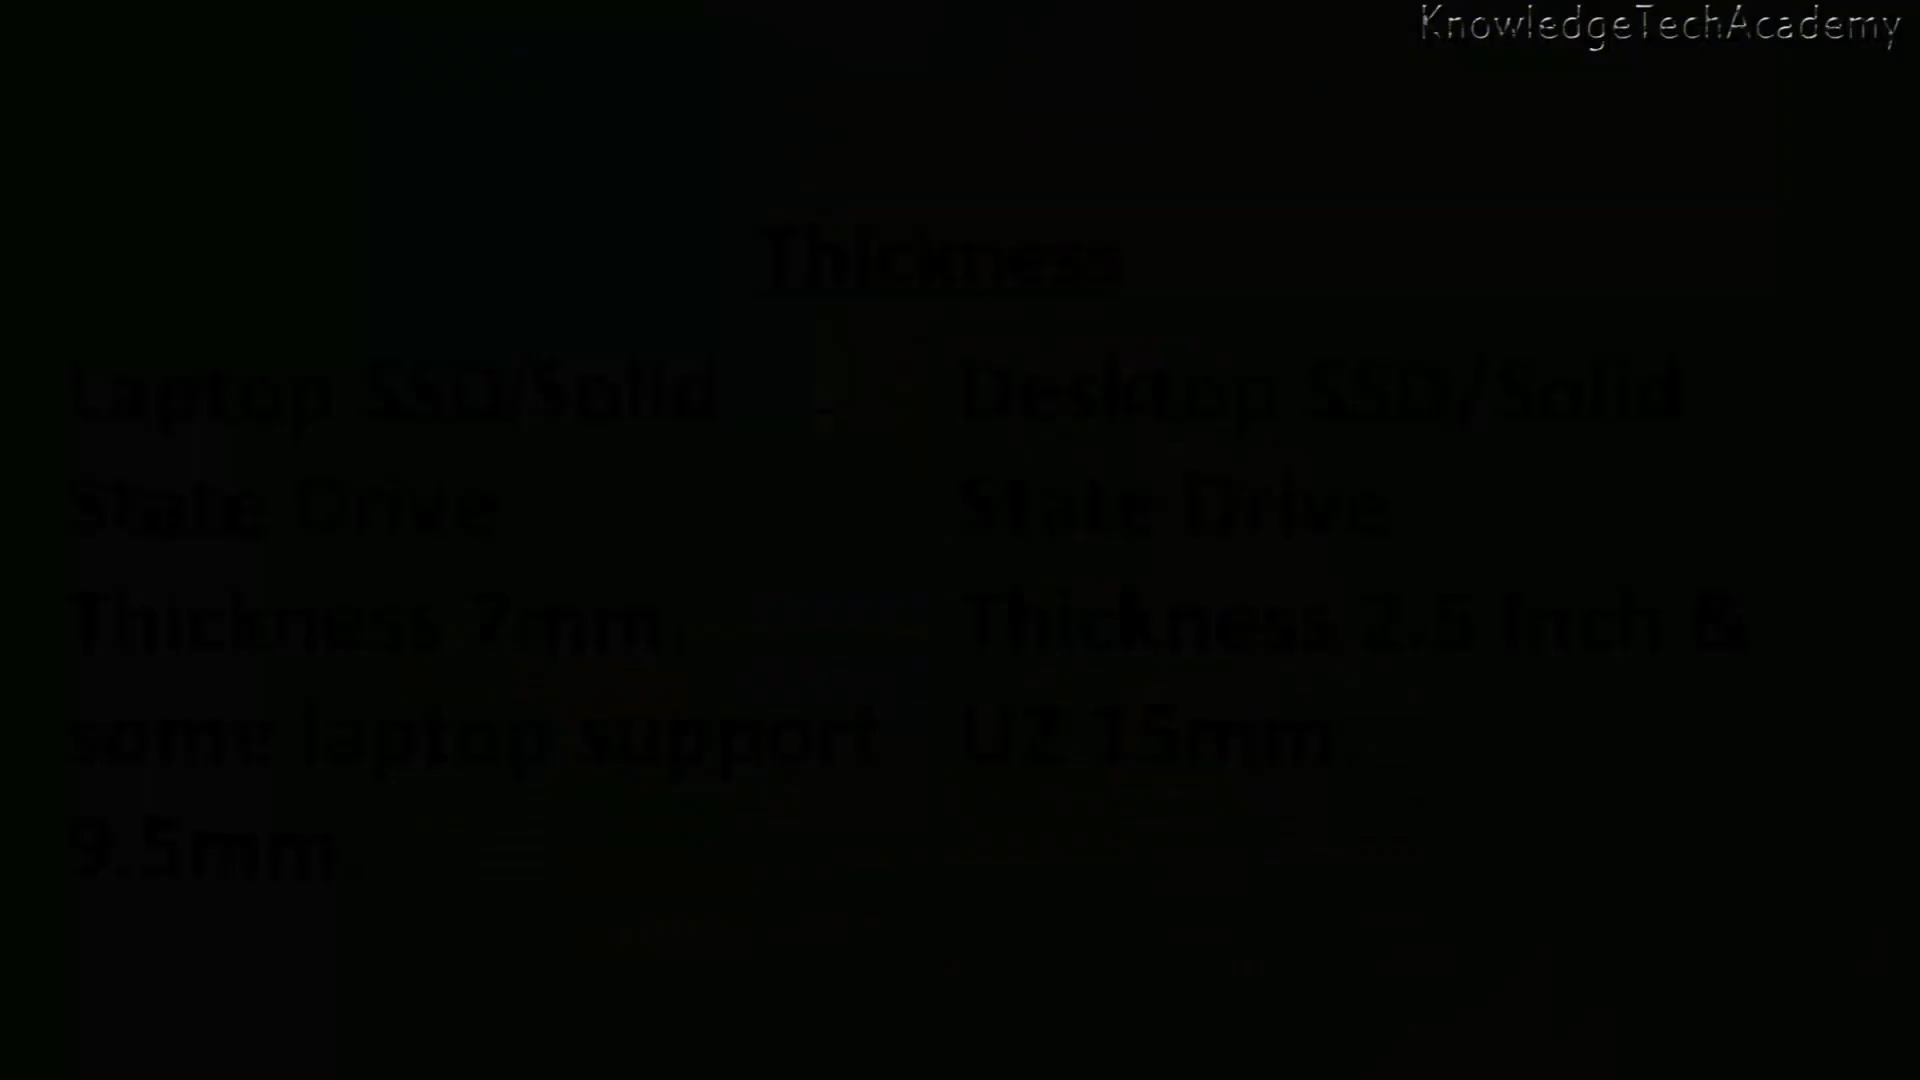 KnowledgeTechAcademy
Thickness
Laptop SSD/Solid
State Drive
Thickness 7mm.
some laptop support
9.5mm.
Desktop SSD/Solid
State Drive
Thickness 2.5 Inch &
U2 15mm